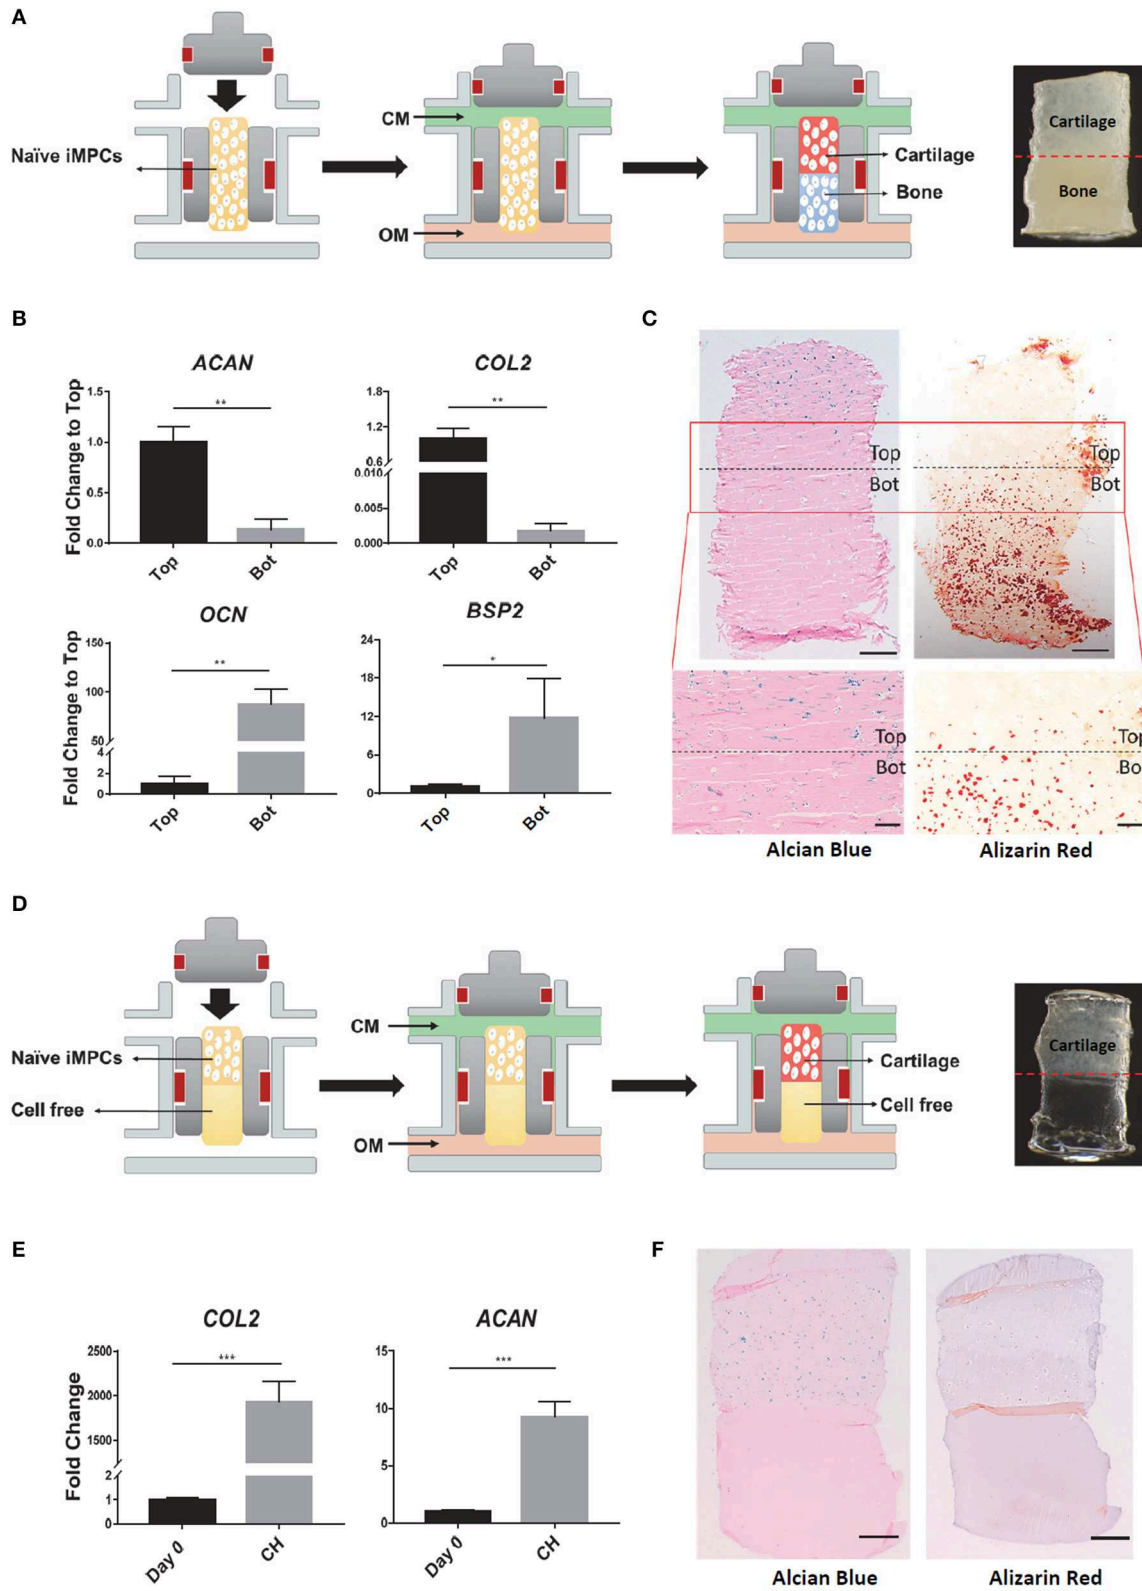 A
Naïve iMPCs
CM
OM
Cartilage
Bone
Cartilage
Bone
B
ACAN
Fold Change to Top
1.5
1.0
0.5
0.0
**
Top
Bot
COL2
1.8
1.2
0.6
0.010
0.005
0.000
**
Top
Bot
OCN
Fold Change to Top
150
100
50
4
2
0
**
Top
Bot
BSP2
24
18
12
6
0
*
Top
Bot
C
Top
Bot
Top
Bot
Top
Bot
Top
Bo
Alcian Blue
Alizarin Red
D
Naïve iMPCs
Cell free
CM
OM
Cartilage
Cell free
Cartilage
E
COL2
Fold Change
2500
2000
1500
2
1
0
***
Day 0
CH
ACAN
15
10
5
0
***
Day 0
CH
F
Alcian Blue
Alizarin Red